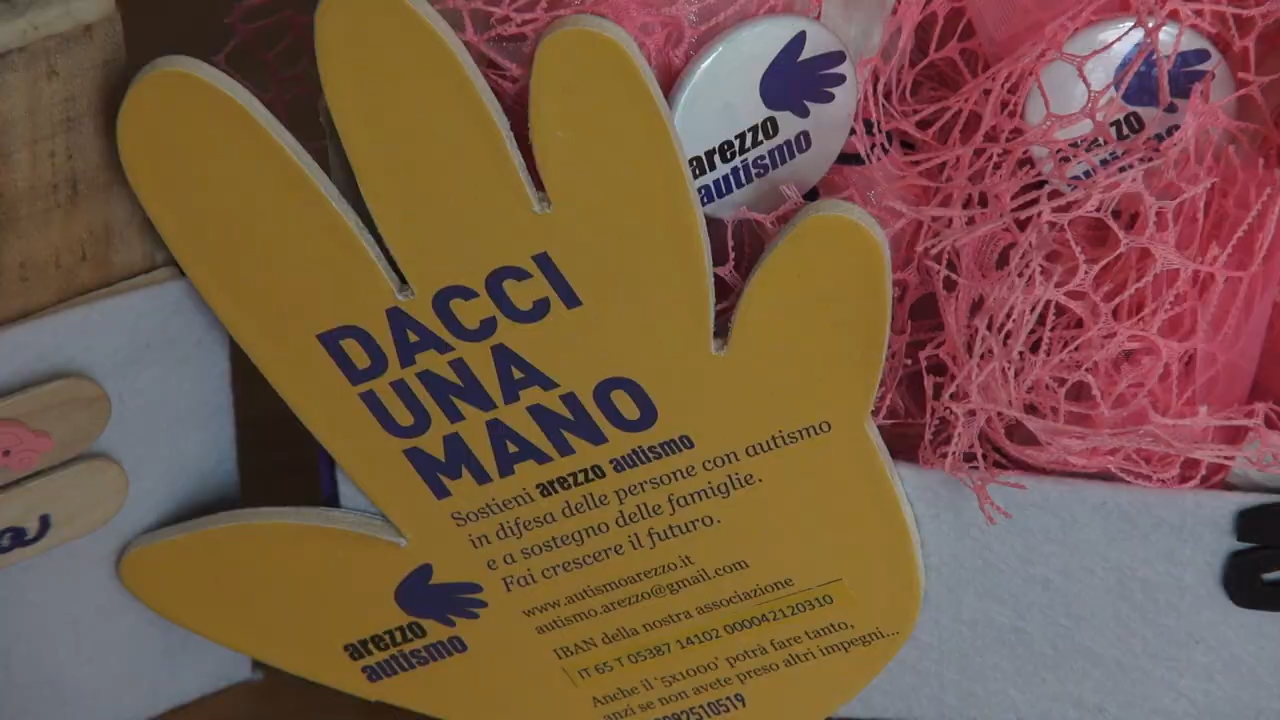 arezzo
autismo
DACCI
UNA
MANO
Sostieni arezzo autismo
in difesa delle persone con autismo
e a sostegno delle famiglie.
Fai crescere il futuro.
www.autismoarezzo.it
autismo.arezzo@gmail.com
IBAN della nostra associazione
IT 65 T 05387 14102 000042120310
Anche il '5x1000' potrà fare tanto,
anzi se non avete preso altri impegni...
92510519
arezzo
autismo